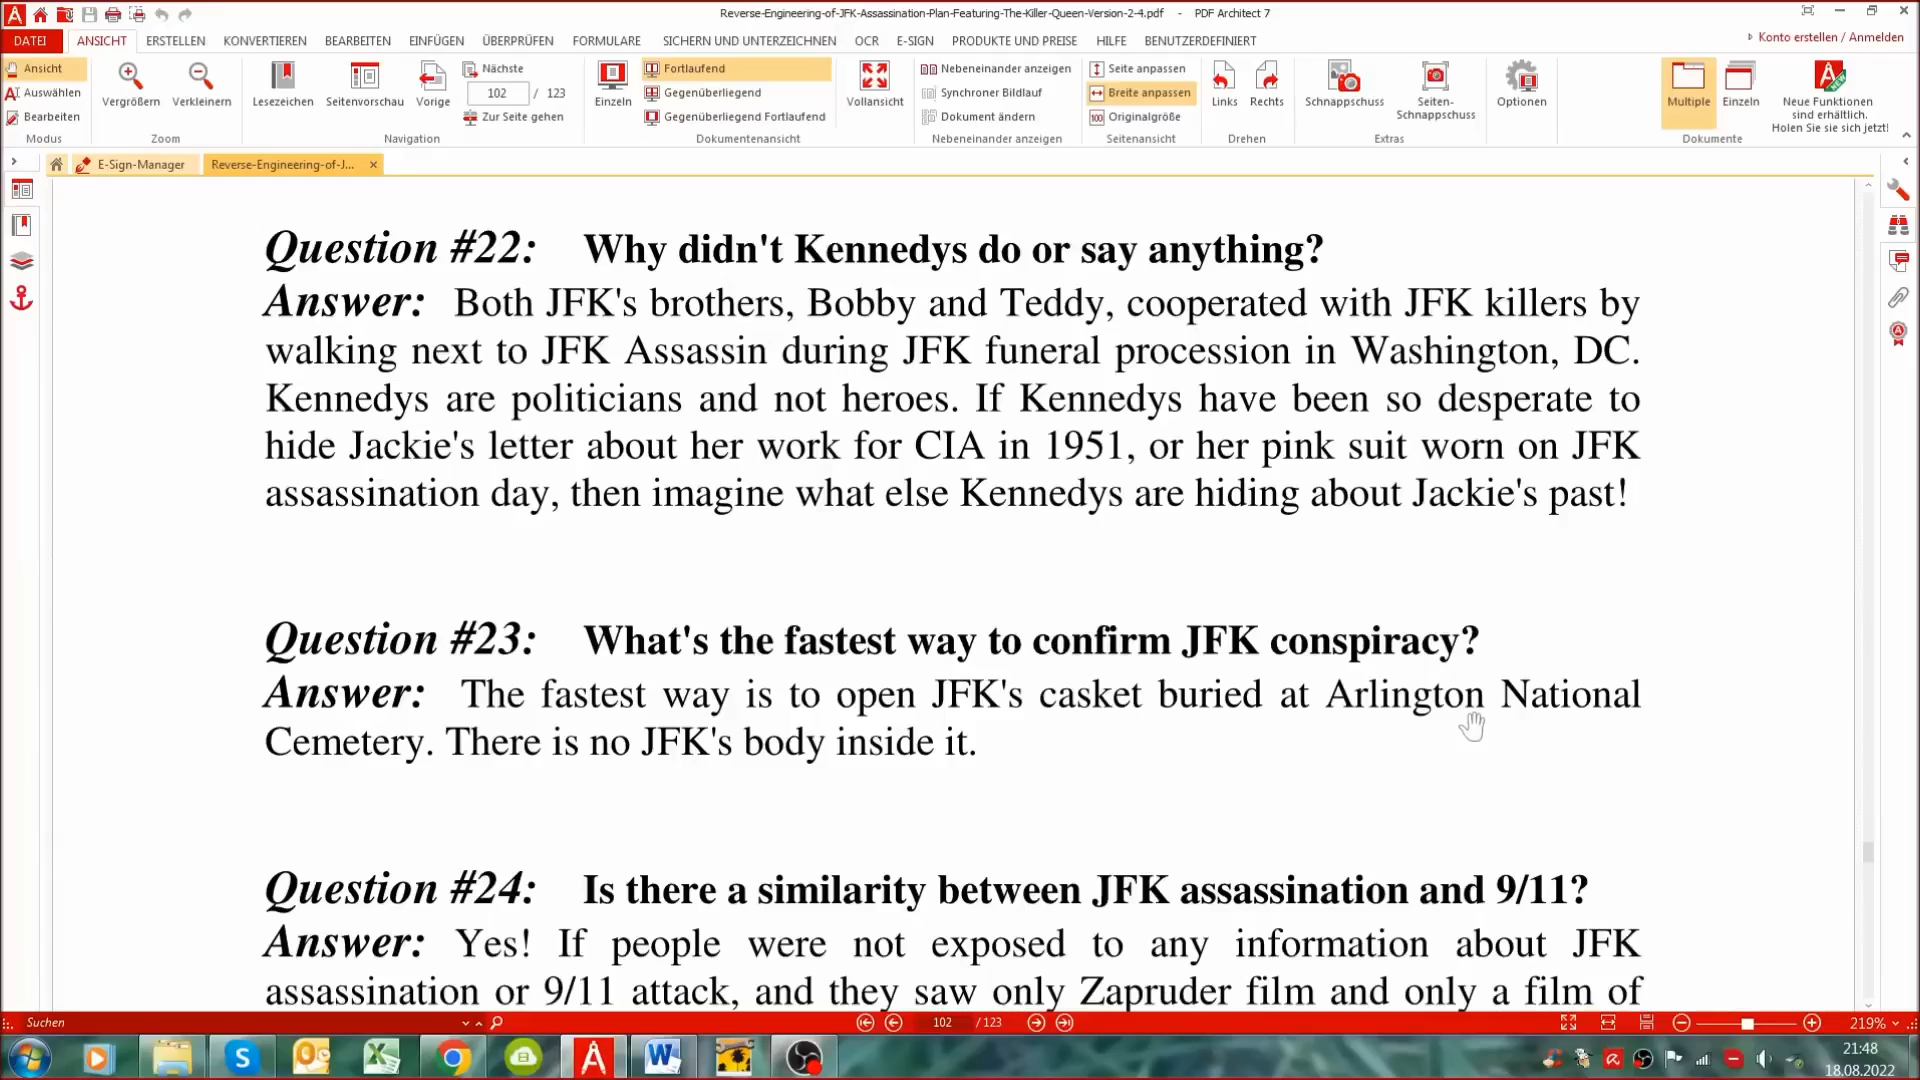 Reverse-Engineering-of-JFK-Assassination-Plan-Featuring-The-Killer-Queen-Version-2-4.pdf - PDF Architect 7
DATEI ANSICHT ERSTELLEN KONVERTIEREN BEARBEITEN EINFÜGEN ÜBERPRÜFEN FORMULARE SICHERN UND UNTERZEICHNEN OCR E-SIGN PRODUKTE UND PREISE HILFE BENUTZERDEFINIERT
Konto erstellen / Anmelden
Ansicht
Auswählen
Bearbeiten
Modus
Vergrößern
Verkleinern
Zoom
Lesezeichen
Seitenvorschau
Vorige
Nächste
102 / 123
Zur Seite gehen
Navigation
Einzeln
Fortlaufend
Gegenüberliegend
Gegenüberliegend Fortlaufend
Dokumentenansicht
Vollansicht
Nebeneinander anzeigen
Synchroner Bildlauf
Dokument ändern
Nebeneinander anzeigen
Seite anpassen
Breite anpassen
100 Originalgröße
Seitenansicht
Links
Rechts
Drehen
Schnappschuss
Seiten-
Schnappschuss
Extras
Optionen
Multiple
Einzeln
Dokumente
NEW
Neue Funktionen
sind erhältlich.
Holen Sie sie sich jetzt!
E-Sign-Manager
Reverse-Engineering-of-J...
Question #22: Why didn't Kennedys do or say anything?
Answer: Both JFK's brothers, Bobby and Teddy, cooperated with JFK killers by
walking next to JFK Assassin during JFK funeral procession in Washington, DC.
Kennedys are politicians and not heroes. If Kennedys have been so desperate to
hide Jackie's letter about her work for CIA in 1951, or her pink suit worn on JFK
assassination day, then imagine what else Kennedys are hiding about Jackie's past!
Question #23: What's the fastest way to confirm JFK conspiracy?
Answer: The fastest way is to open JFK's casket buried at Arlington National
Cemetery. There is no JFK's body inside it.
Question #24: Is there a similarity between JFK assassination and 9/11?
Answer: Yes! If people were not exposed to any information about JFK
assassination or 9/11 attack, and they saw only Zapruder film and only a film of
Suchen
102 / 123
219%
21:48
18.08.2022